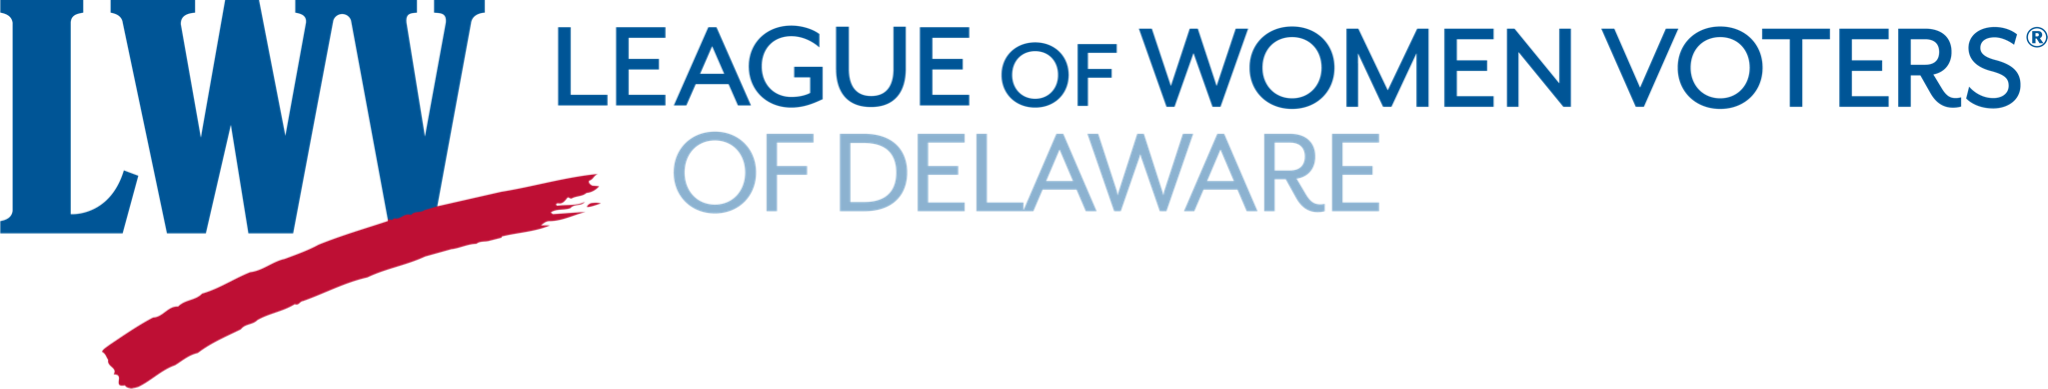 LWV
LEAGUE OF WOMEN VOTERS®
OF DELAWARE